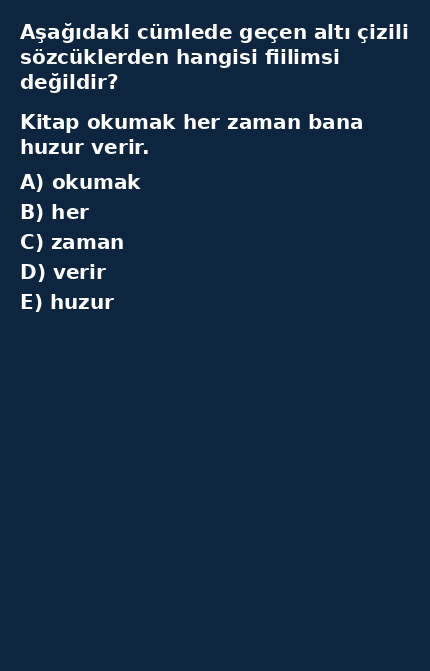 Aşağıdaki cümlede geçen altı çizili
sözcüklerden hangisi fiilimsi
değildir?
Kitap okumak her zaman bana
huzur verir.
A) okumak
B) her
C) zaman
D) verir
E) huzur